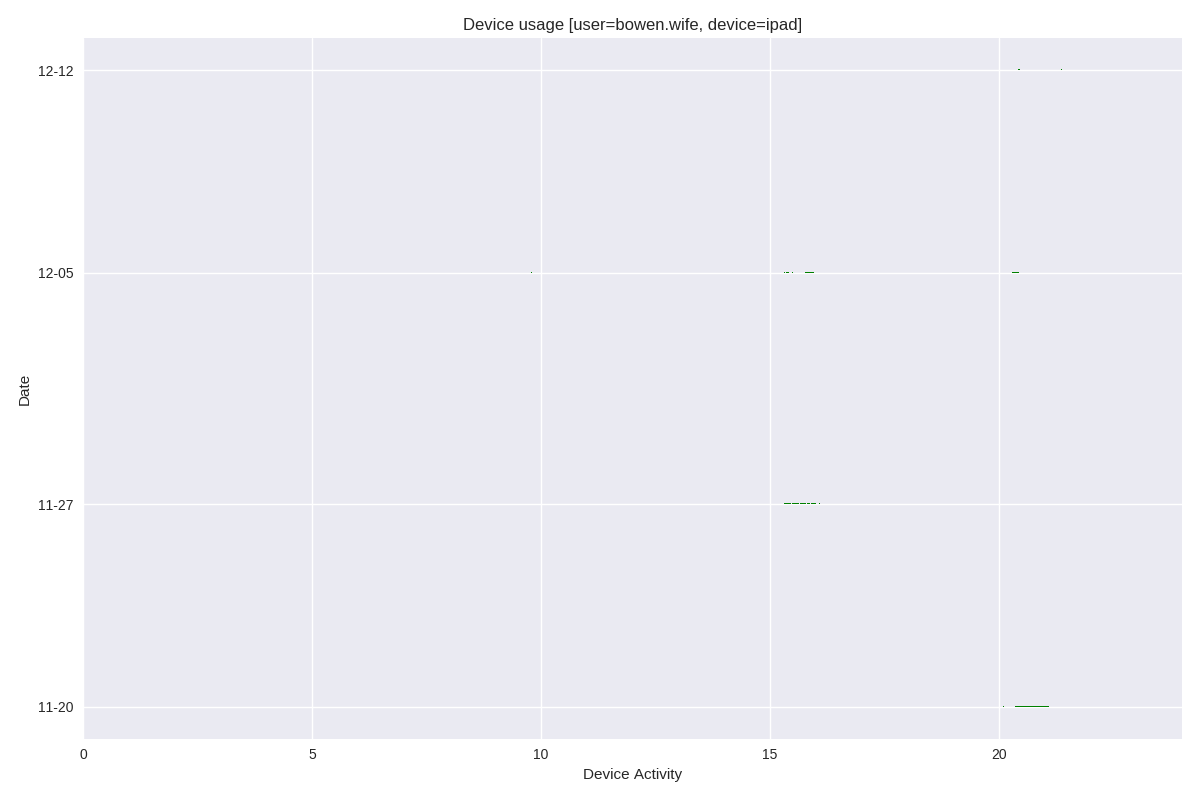 Device usage [user=bowen.wife, device=ipad]
12-12
12-05
Date
11-27
11-20
0 5 10 15 20
Device Activity